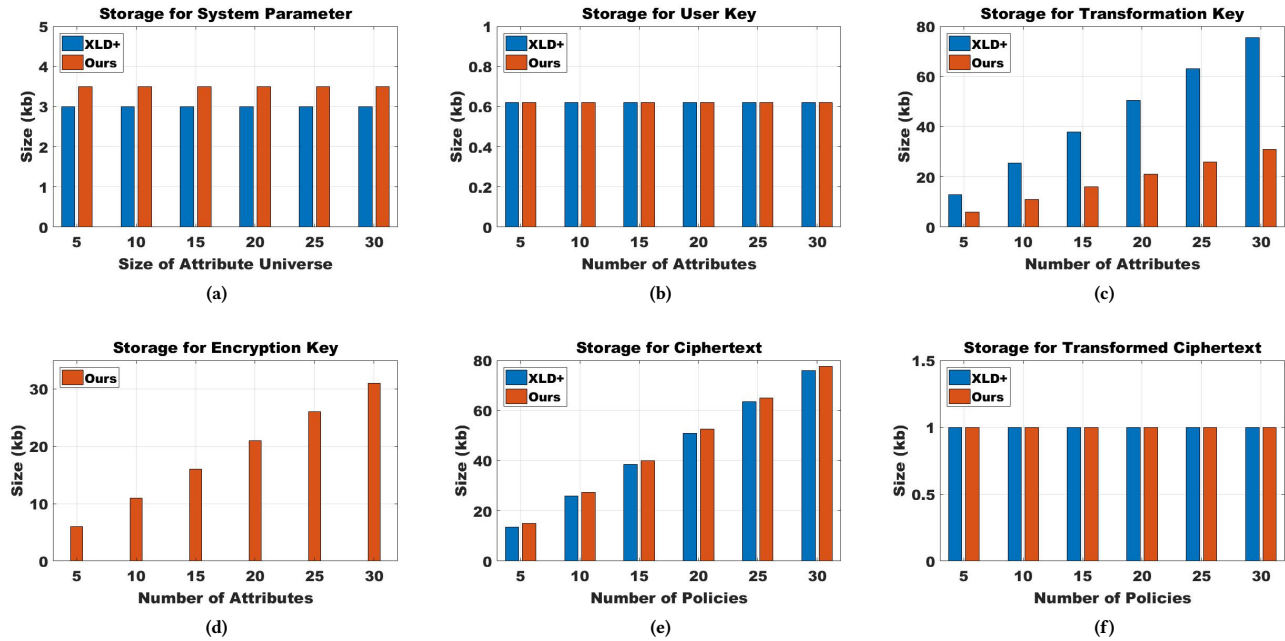 Storage for System Parameter
5
4
3
2
1
0
Size (kb)
XLD+
Ours
5 10 15 20 25 30
Size of Attribute Universe
(a)
Storage for User Key
1
0.8
0.6
0.4
0.2
0
Size (kb)
XLD+
Ours
5 10 15 20 25 30
Number of Attributes
(b)
Storage for Transformation Key
80
60
40
20
0
Size (kb)
XLD+
Ours
5 10 15 20 25 30
Number of Attributes
(c)
Storage for Encryption Key
30
20
10
0
Size (kb)
Ours
5 10 15 20 25 30
Number of Attributes
(d)
Storage for Ciphertext
80
60
40
20
0
Size (kb)
XLD+
Ours
5 10 15 20 25 30
Number of Policies
(e)
Storage for Transformed Ciphertext
1.5
1
0.5
0
Size (kb)
XLD+
Ours
5 10 15 20 25 30
Number of Policies
(f)